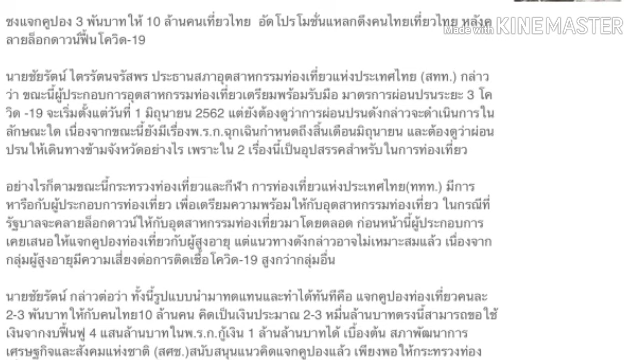 ชงแจกคูปอง 3 พันบาทให้ 10 ล้านคนเที่ยวไทย อัดโปรโมชั่นแหลกดึงคนไทยเที่ยวไทย หลังค
Made with KINEMASTER
ลายล็อกดาวน์ฟื้นโควิด-19
นายชัยรัตน์ ไตรรัตนจรัสพร ประธานสภาอุตสาหกรรมท่องเที่ยวแห่งประเทศไทย (สทท.) กล่าว
ว่า ขณะนี้ผู้ประกอบการอุตสาหกรรมท่องเที่ยวเตรียมพร้อมรับมือ มาตรการผ่อนปรนระยะ 3 โค
วิด -19 จะเริ่มตั้งแต่วันที่ 1 มิถุนายน 2562 แต่ยังต้องดูว่าการผ่อนปรนดังกล่าวจะดำเนินการใน
ลักษณะใด เนื่องจากขณะนี้ยังมีเรื่องพ.ร.ก.ฉุกเฉินกำหนดถึงสิ้นเดือนมิถุนายน และต้องดูว่าผ่อน
ปรนให้เดินทางข้ามจังหวัดอย่างไร เพราะใน 2 เรื่องนี้เป็นอุปสรรคสำหรับในการท่องเที่ยว
อย่างไรก็ตามขณะนี้กระทรวงท่องเที่ยวและกีฬา การท่องเที่ยวแห่งประเทศไทย(ททท.) มีการ
หารือกับผู้ประกอบการท่องเที่ยว เพื่อเตรียมความพร้อมให้กับอุตสาหกรรมท่องเที่ยว ในกรณีที่
รัฐบาลจะคลายล็อกดาวน์ให้กับอุตสาหกรรมท่องเที่ยวมาโดยตลอด ก่อนหน้านี้ผู้ประกอบการ
เคยเสนอให้แจกคูปองท่องเที่ยวกับผู้สูงอายุ แต่แนวทางดังกล่าวอาจไม่เหมาะสมแล้ว เนื่องจาก
กลุ่มผู้สูงอายุมีความเสี่ยงต่อการติดเชื้อโควิด-19 สูงกว่ากลุ่มอื่น
นายชัยรัตน์ กล่าวต่อว่า ทั้งนี้รูปแบบนำมาทดแทนและทำได้ทันทีคือ แจกคูปองท่องเที่ยวคนละ
2-3 พันบาทให้กับคนไทย10 ล้านคน คิดเป็นเงินประมาณ 2-3 หมื่นล้านบาทตรงนี้สามารถขอใช้
เงินจากงบฟื้นฟู 4 แสนล้านบาทในพ.ร.ก.กู้เงิน 1 ล้านล้านบาทได้ เบื้องต้น สภาพัฒนาการ
เศรษฐกิจและสังคมแห่งชาติ (สศช.)สนับสนุนแนวคิดแจกคูปองแล้ว เพียงพอให้กระทรวงท่อง